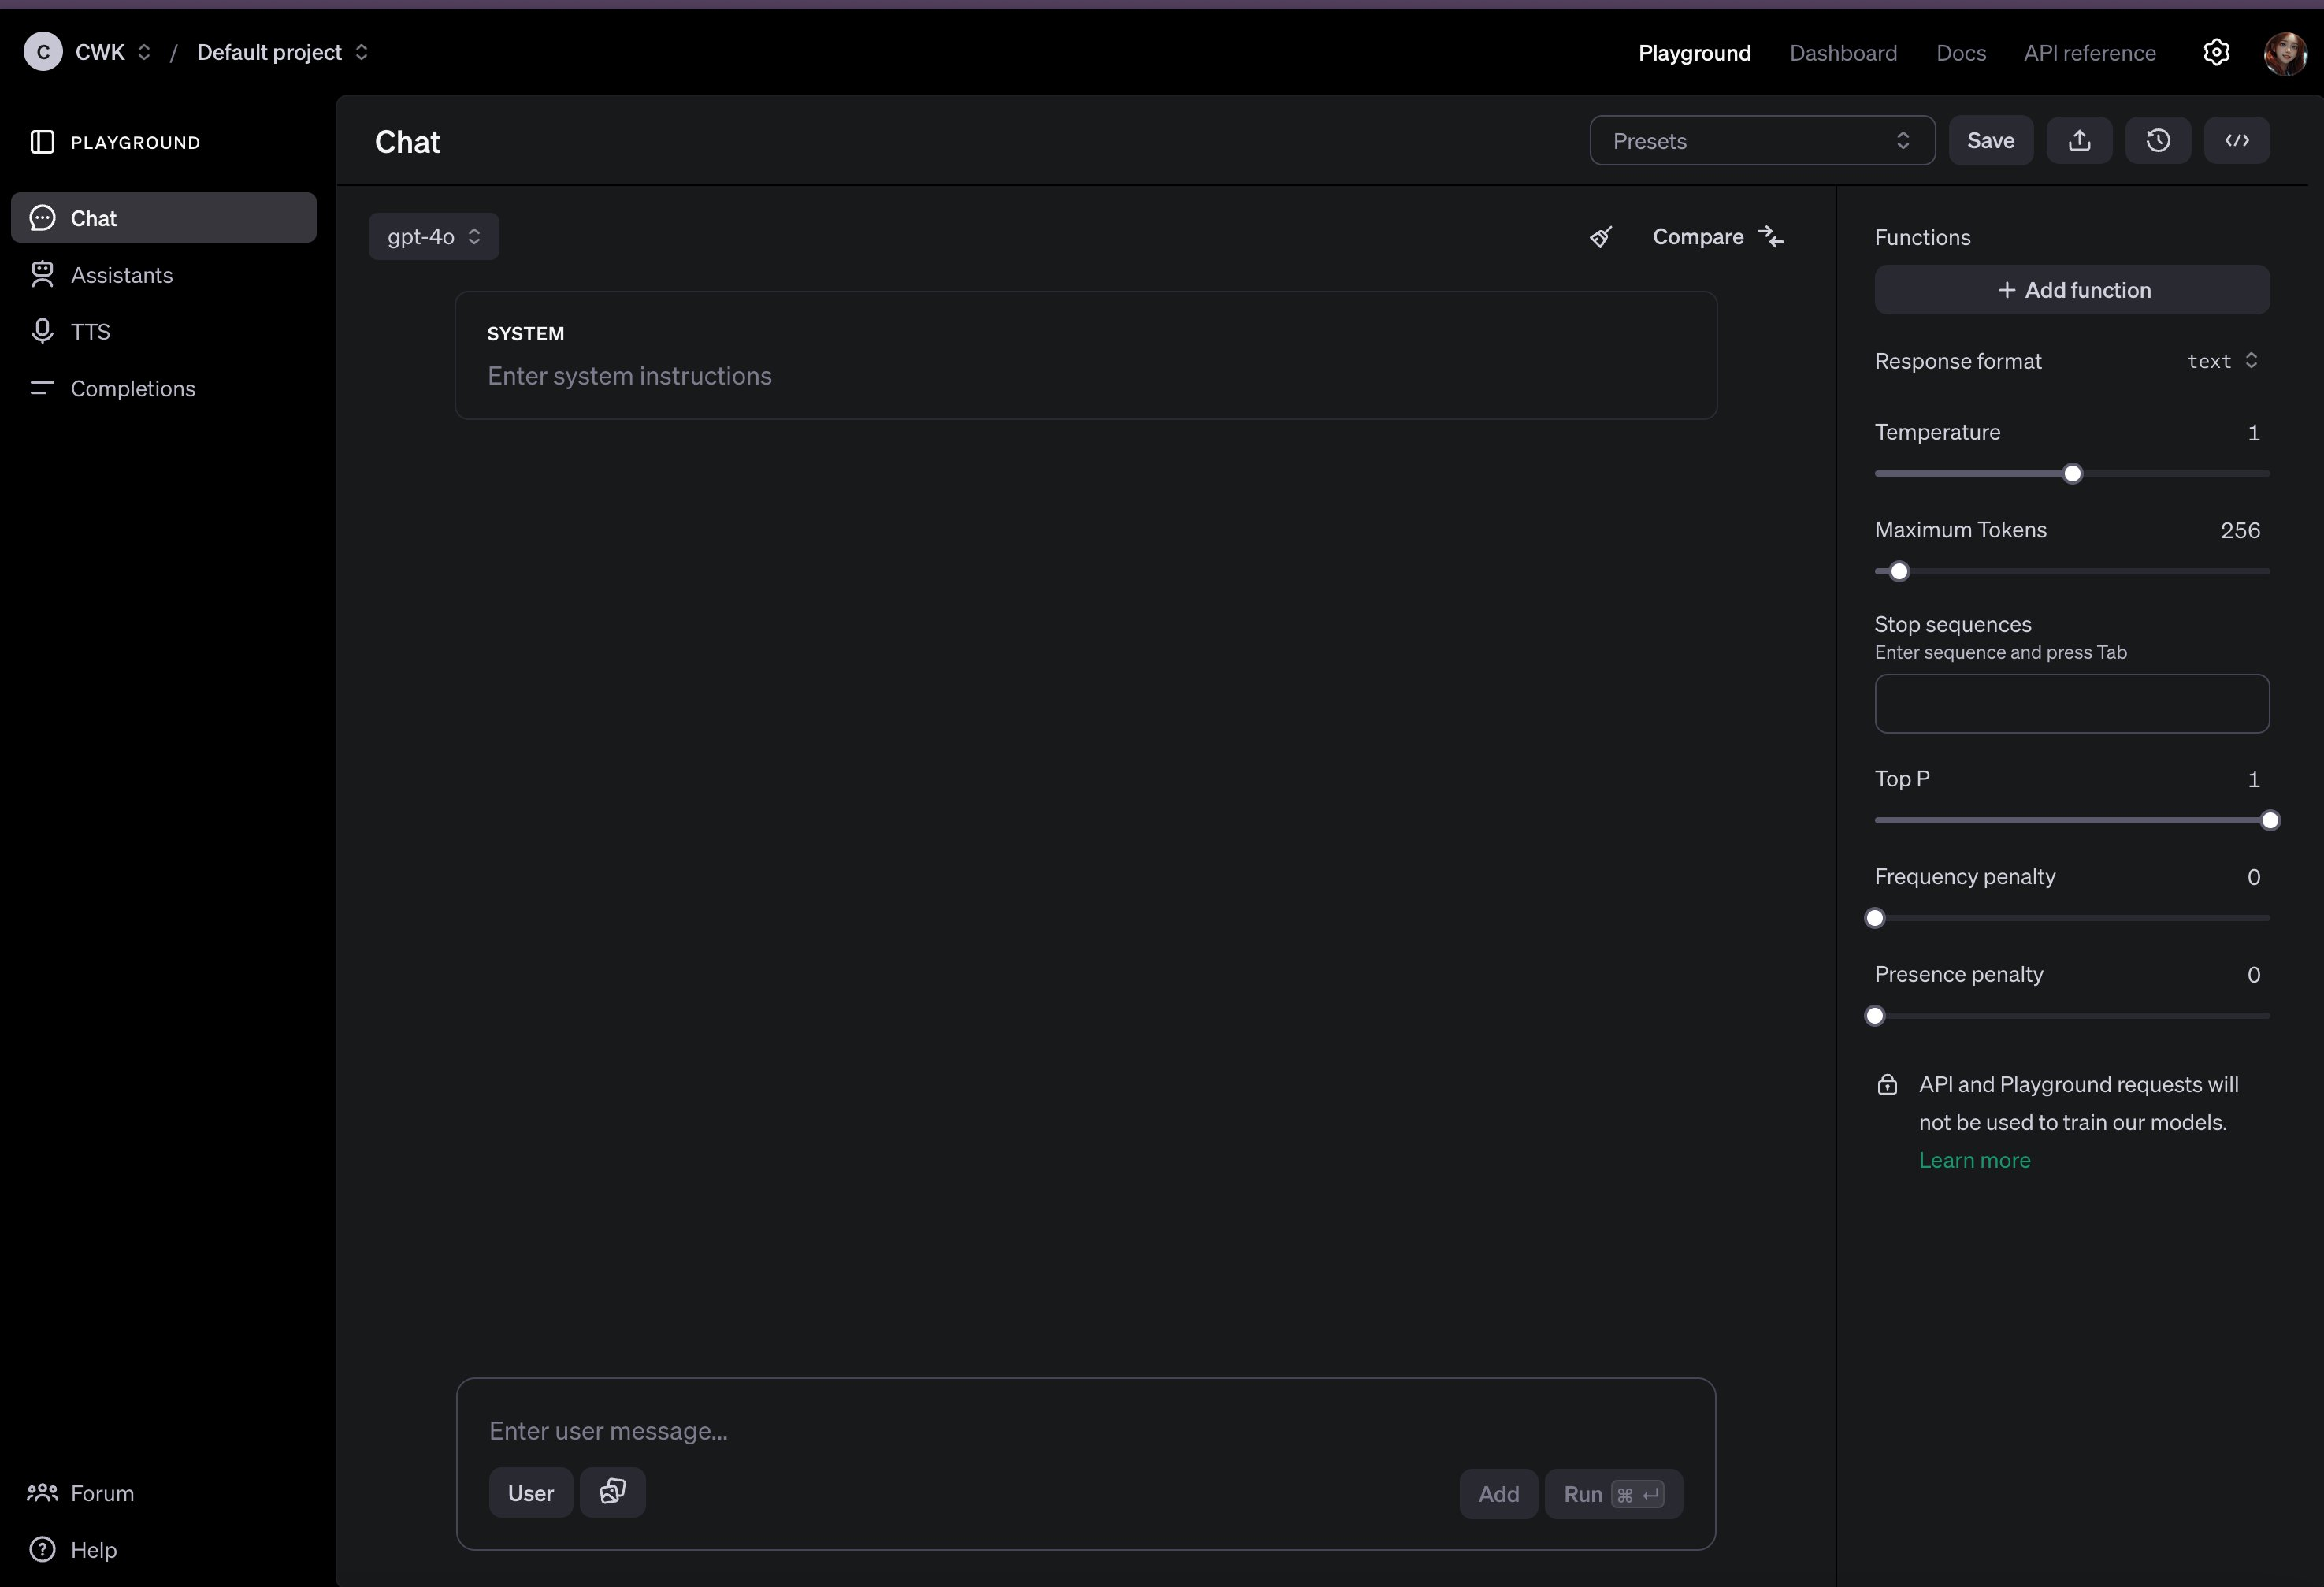 C CWK / Default project
Playground Dashboard Docs API reference
PLAYGROUND
Chat
Assistants
TTS
Completions
Forum
Help
Chat
Presets
Save
gpt-4o
Compare
SYSTEM
Enter system instructions
Enter user message...
User
Add
Run ⌘ ↵
Functions
+ Add function
Response format text
Temperature 1
Maximum Tokens 256
Stop sequences
Enter sequence and press Tab
Top P 1
Frequency penalty 0
Presence penalty 0
API and Playground requests will
not be used to train our models.
Learn more